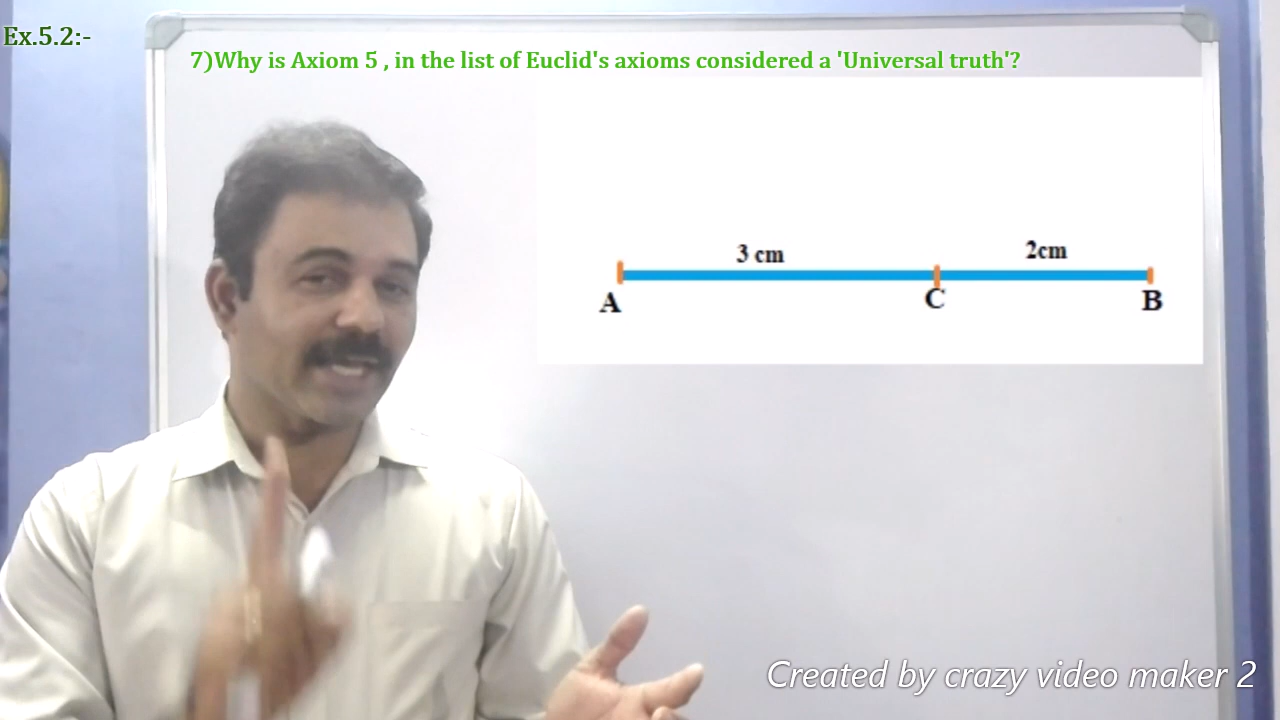 Ex.5.2:-
7)Why is Axiom 5 , in the list of Euclid's axioms considered a 'Universal truth'?
3 cm 2cm
A C B
Created by crazy video maker 2